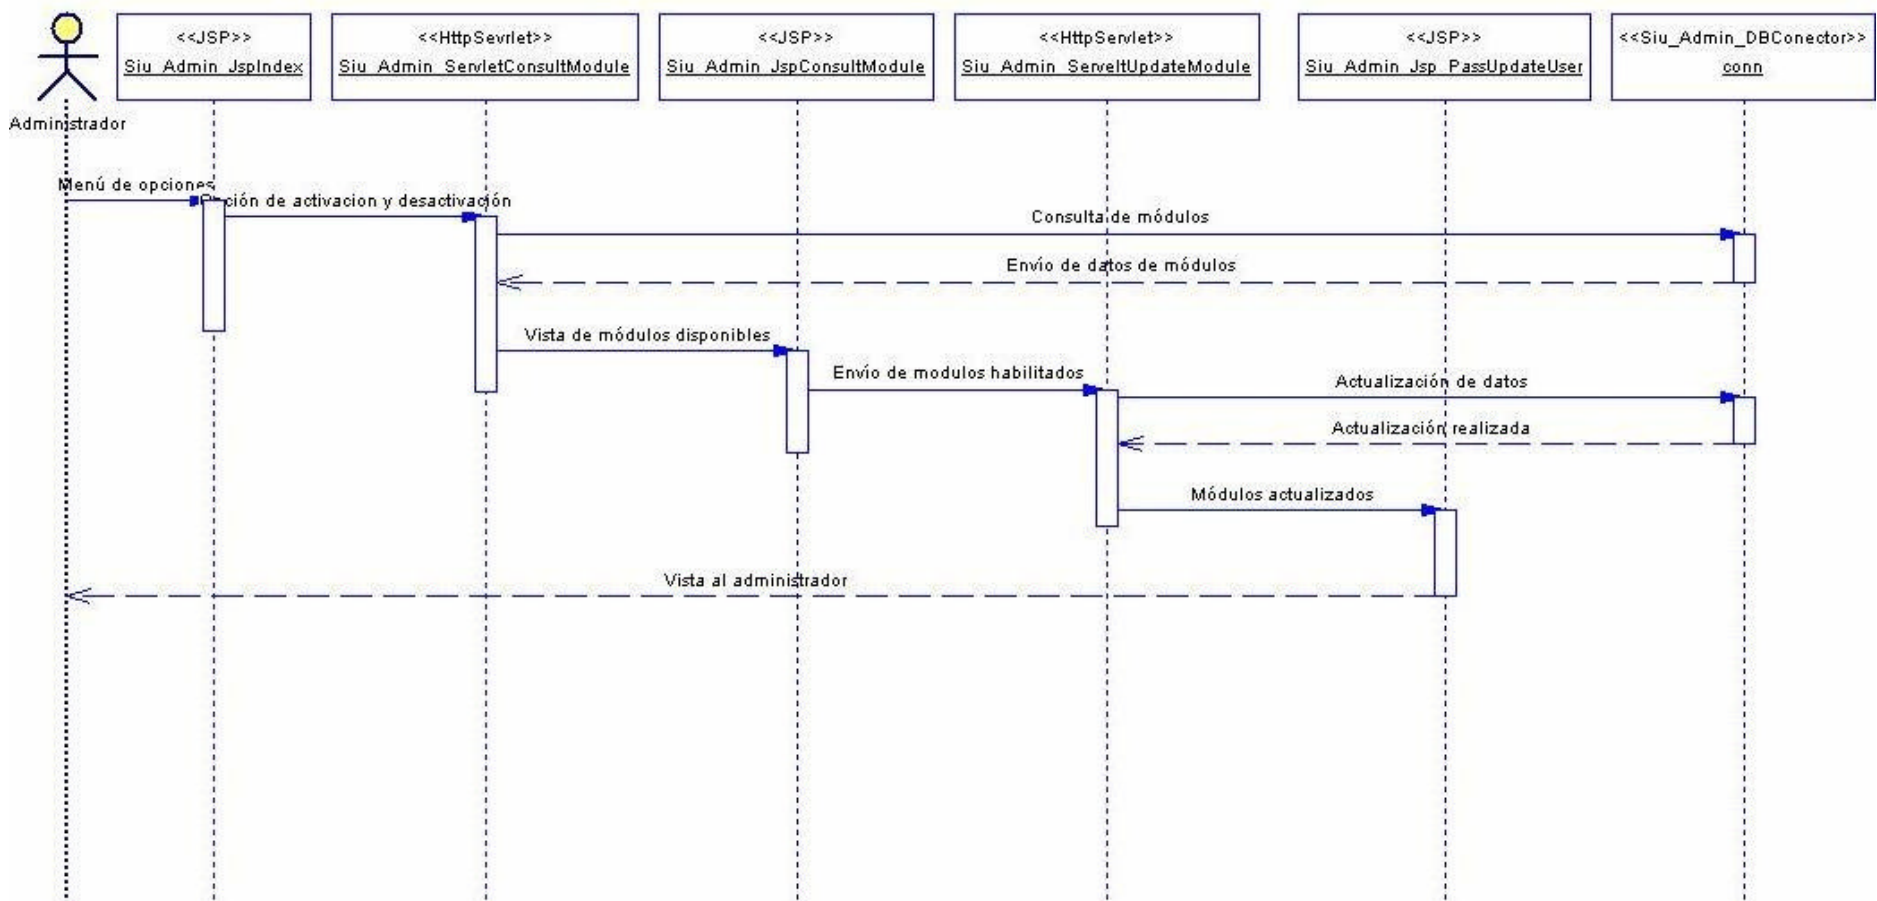 <<JSP>>
Siu_Admin_JspIndex
<<HttpSevrlet>>
Siu_Admin_ServletConsultModule
<<JSP>>
Siu_Admin_JspConsultModule
<<HttpServlet>>
Siu_Admin_ServeltUpdateModule
<<JSP>>
Siu_Admin_Jsp_PassUpdateUser
<<Siu_Admin_DBConector>>
conn
Administrador
Menú de opciones
Opción de activacion y desactivación
Consulta de módulos
Envío de datos de módulos
Vista de módulos disponibles
Envío de modulos habilitados
Actualización de datos
Actualización realizada
Módulos actualizados
Vista al administrador